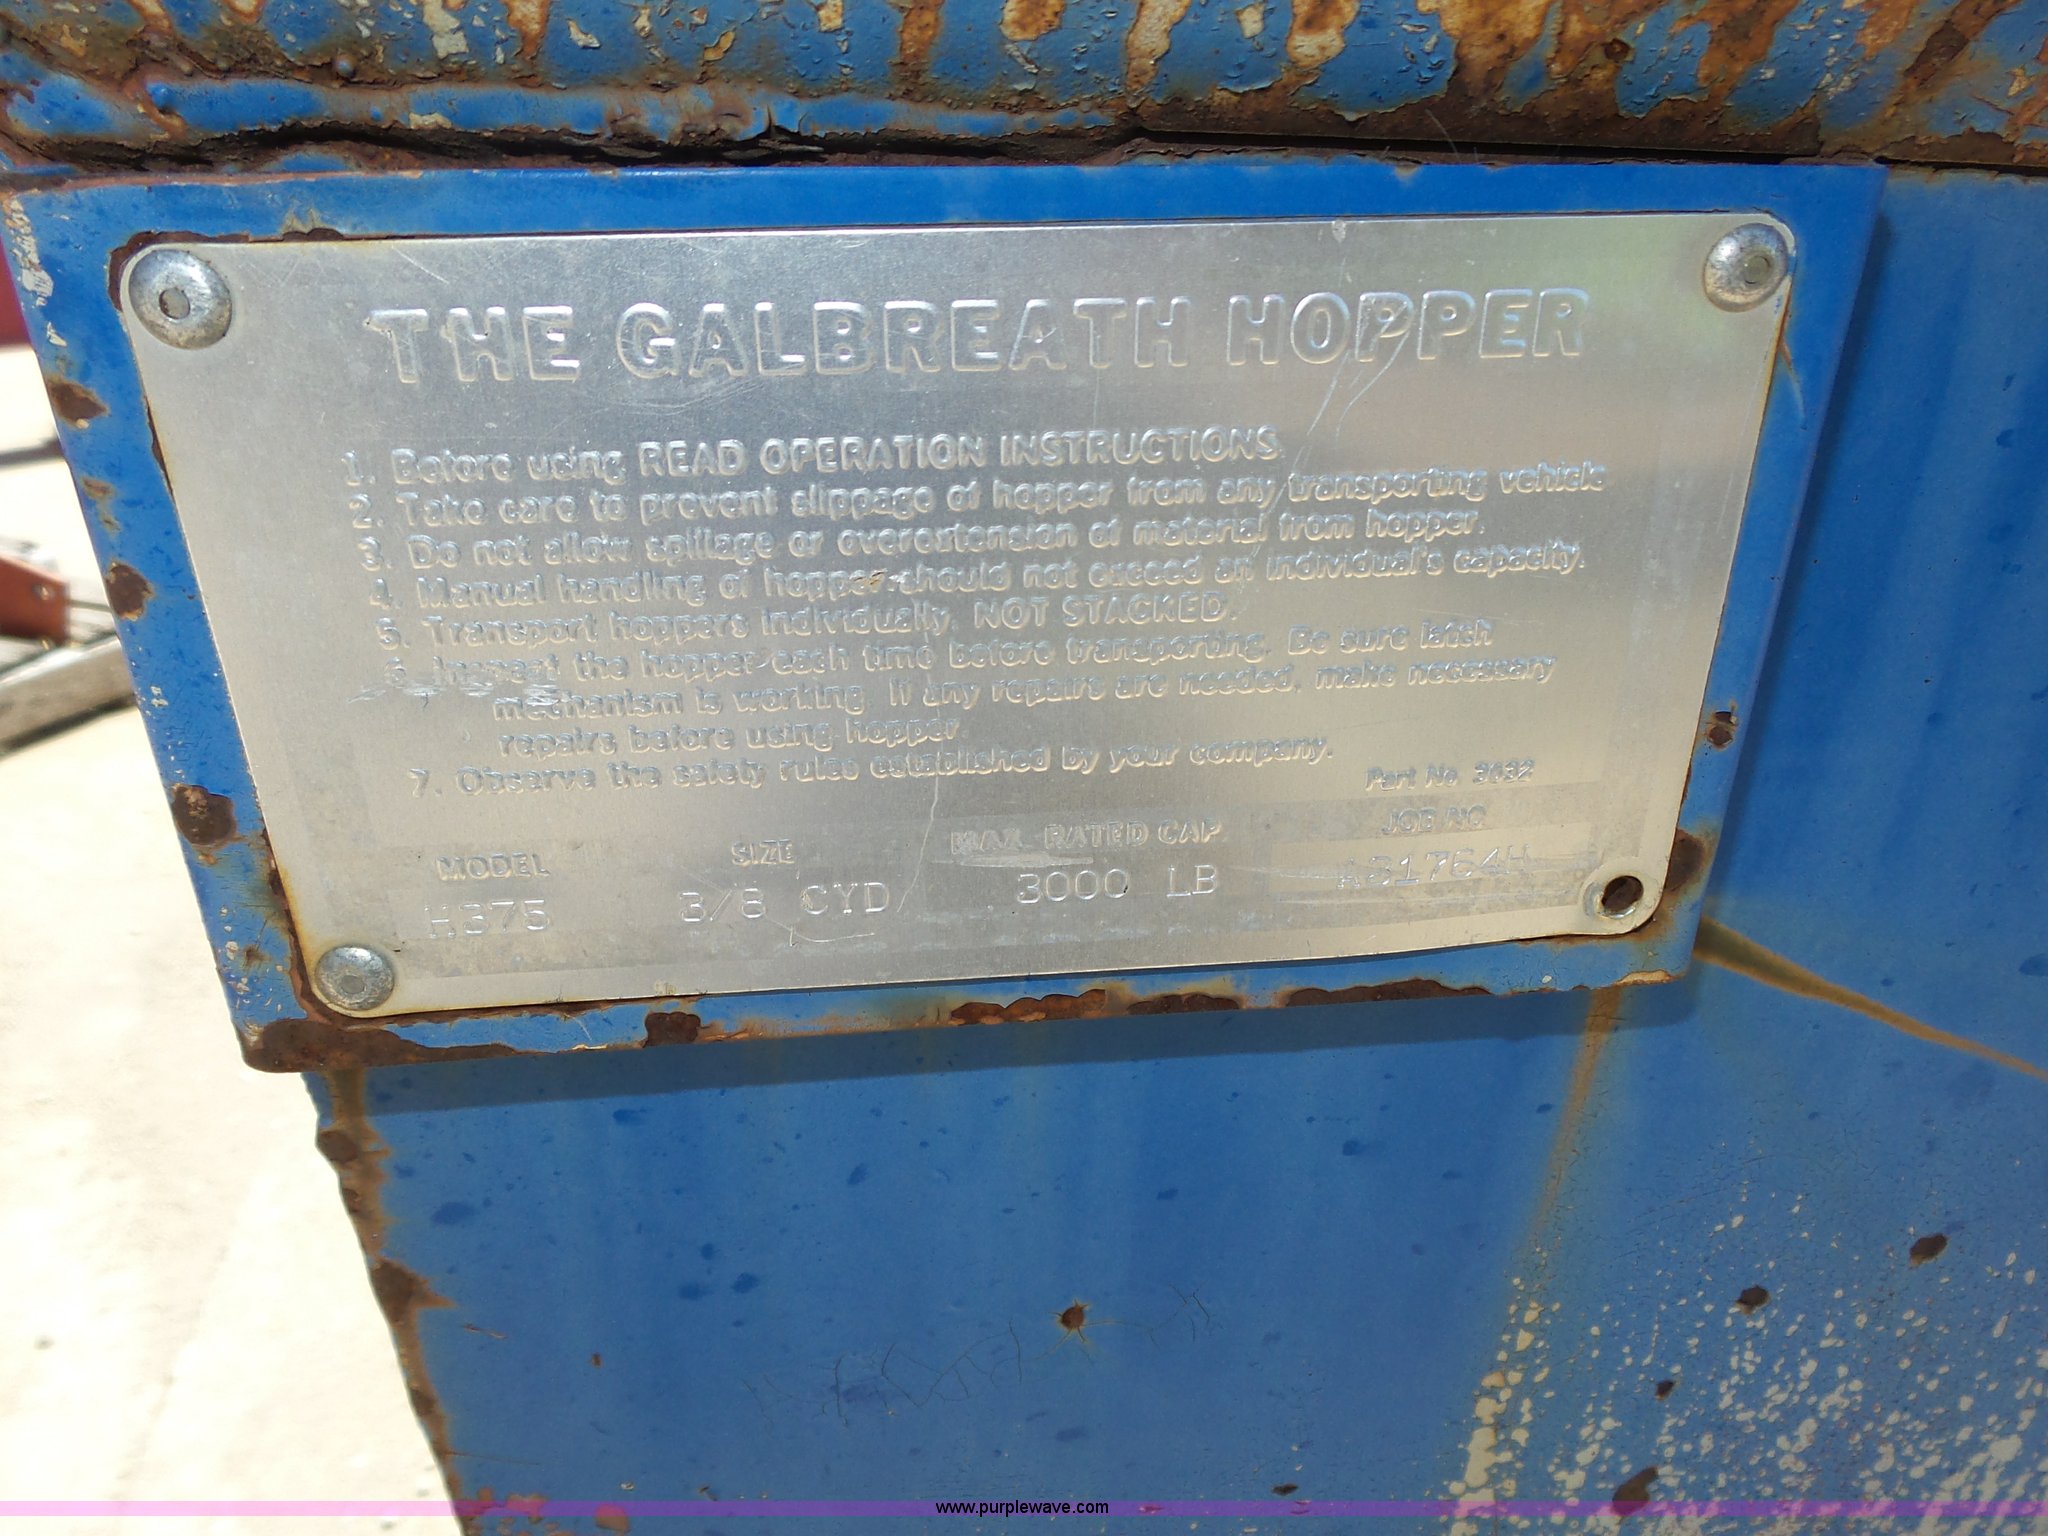 THE GALBREATH HOPPER
1. Before using READ OPERATION INSTRUCTIONS.
2. Take care to prevent slippage of hopper from any transporting vehicle
3. Do not allow spillage or overextension of material from hopper.
4. Manual handling of hopper should not exceed an individual's capacity.
5. Transport hoppers individually, NOT STACKED.
6. Inspect the hopper each time before transporting. Be sure latch
mechanism is working. If any repairs are needed, make necessary
repairs before using hopper.
7. Observe the safety rules established by your company.
Part No 3032
MODEL SIZE MAX. RATED CAP. JOB NO
H375 3/8 CYD 3000 LB A31764H
www.purplewave.com